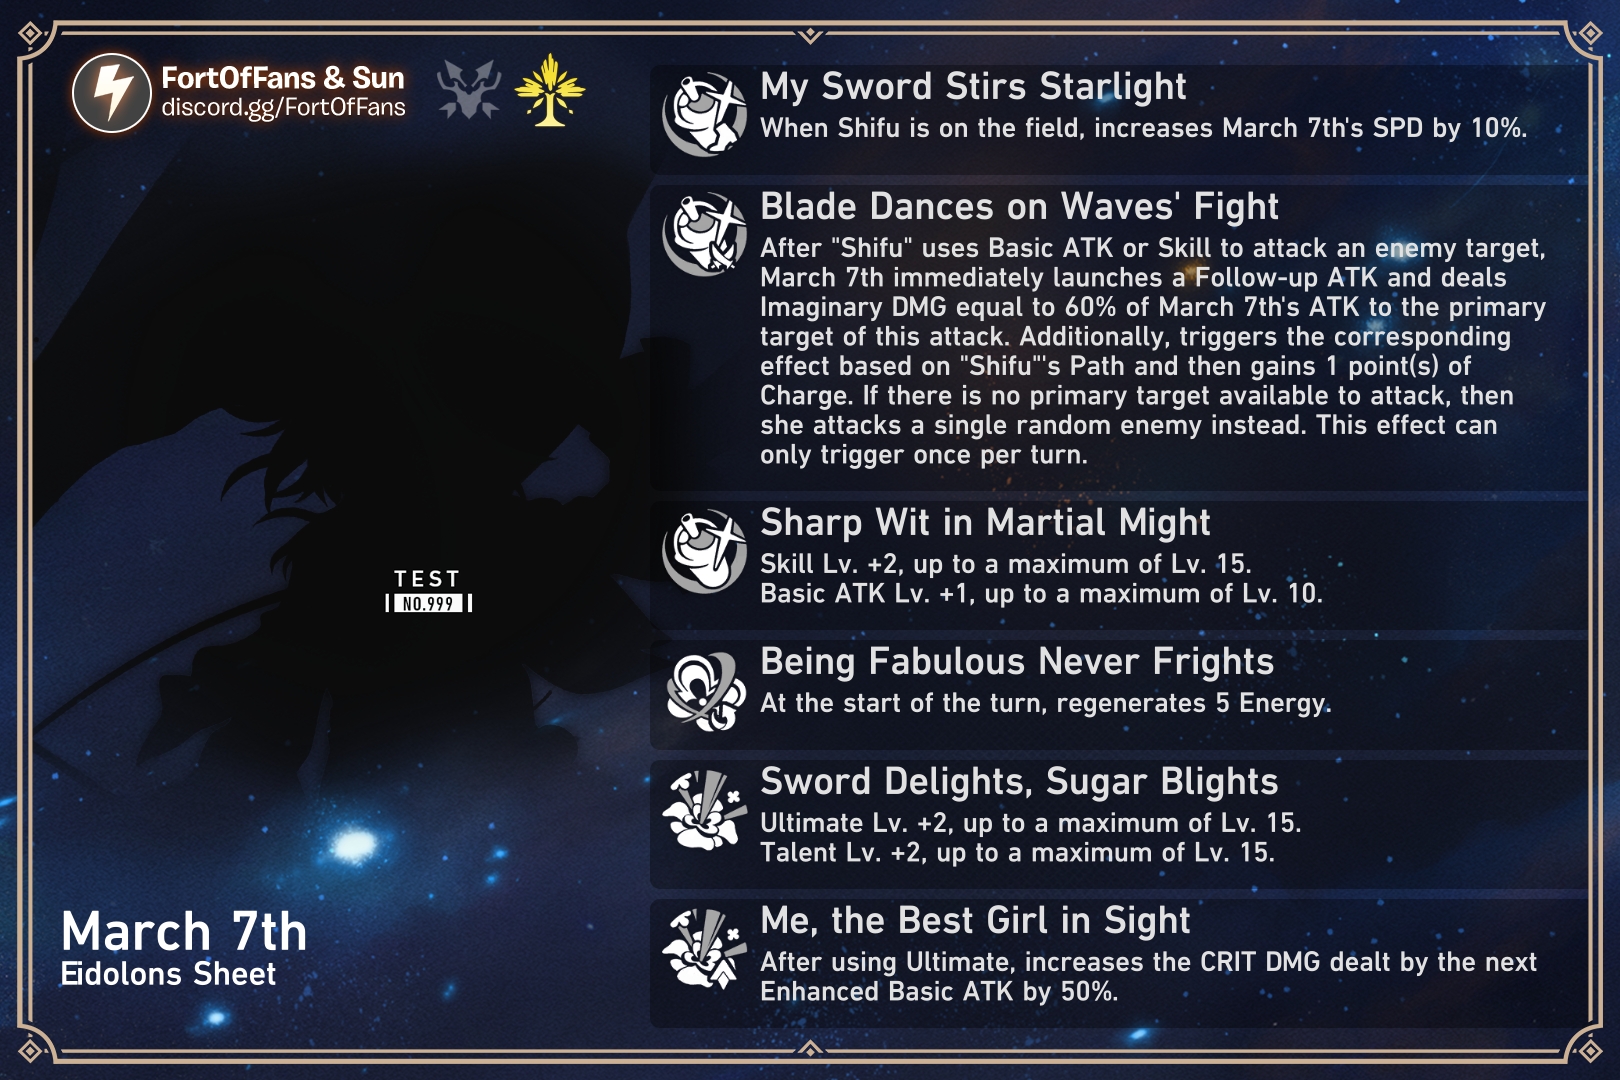 FortOfFans & Sun
discord.gg/FortOfFans
My Sword Stirs Starlight
When Shifu is on the field, increases March 7th's SPD by 10%.
Blade Dances on Waves' Fight
After "Shifu" uses Basic ATK or Skill to attack an enemy target,
March 7th immediately launches a Follow-up ATK and deals
Imaginary DMG equal to 60% of March 7th's ATK to the primary
target of this attack. Additionally, triggers the corresponding
effect based on "Shifu"'s Path and then gains 1 point(s) of
Charge. If there is no primary target available to attack, then
she attacks a single random enemy instead. This effect can
only trigger once per turn.
Sharp Wit in Martial Might
Skill Lv. +2, up to a maximum of Lv. 15.
Basic ATK Lv. +1, up to a maximum of Lv. 10.
TEST
NO.999
Being Fabulous Never Frights
At the start of the turn, regenerates 5 Energy.
Sword Delights, Sugar Blights
Ultimate Lv. +2, up to a maximum of Lv. 15.
Talent Lv. +2, up to a maximum of Lv. 15.
Me, the Best Girl in Sight
After using Ultimate, increases the CRIT DMG dealt by the next
Enhanced Basic ATK by 50%.
March 7th
Eidolons Sheet